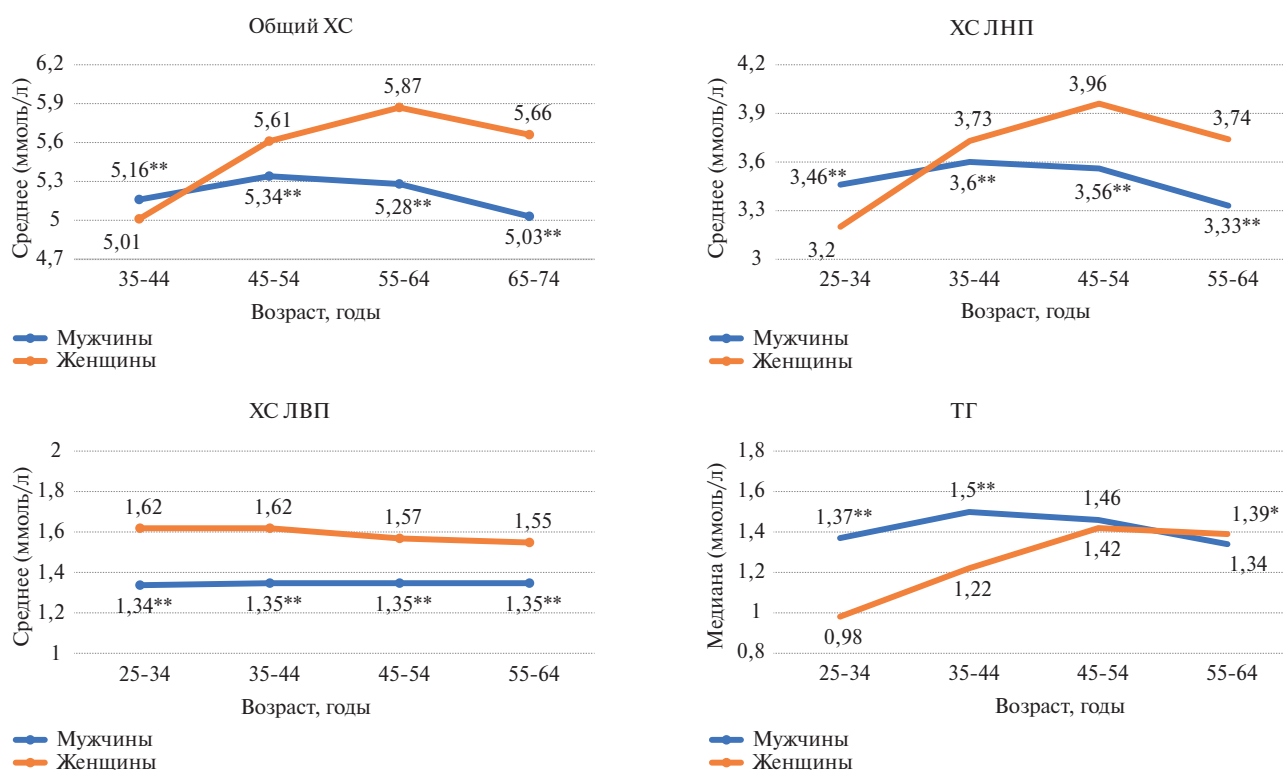 Общий ХС
Среднее (ммоль/л)
6,2
5,9
5,6
5,3
5
4,7
5,16**
5,34**
5,28**
5,03**
5,01
5,61
5,87
5,66
35-44 45-54 55-64 65-74
Возраст, годы
Мужчины
Женщины
ХС ЛНП
Среднее (ммоль/л)
4,2
3,9
3,6
3,3
3
3,46**
3,6**
3,56**
3,33**
3,2
3,73
3,96
3,74
25-34 35-44 45-54 55-64
Возраст, годы
Мужчины
Женщины
ХС ЛВП
Среднее (ммоль/л)
2
1,8
1,6
1,4
1,2
1
1,62
1,62
1,57
1,55
1,34**
1,35**
1,35**
1,35**
25-34 35-44 45-54 55-64
Возраст, годы
Мужчины
Женщины
ТГ
Медиана (ммоль/л)
1,8
1,6
1,4
1,2
1
0,8
1,37**
1,5**
1,46
1,39*
0,98
1,22
1,42
1,34
25-34 35-44 45-54 55-64
Возраст, годы
Мужчины
Женщины